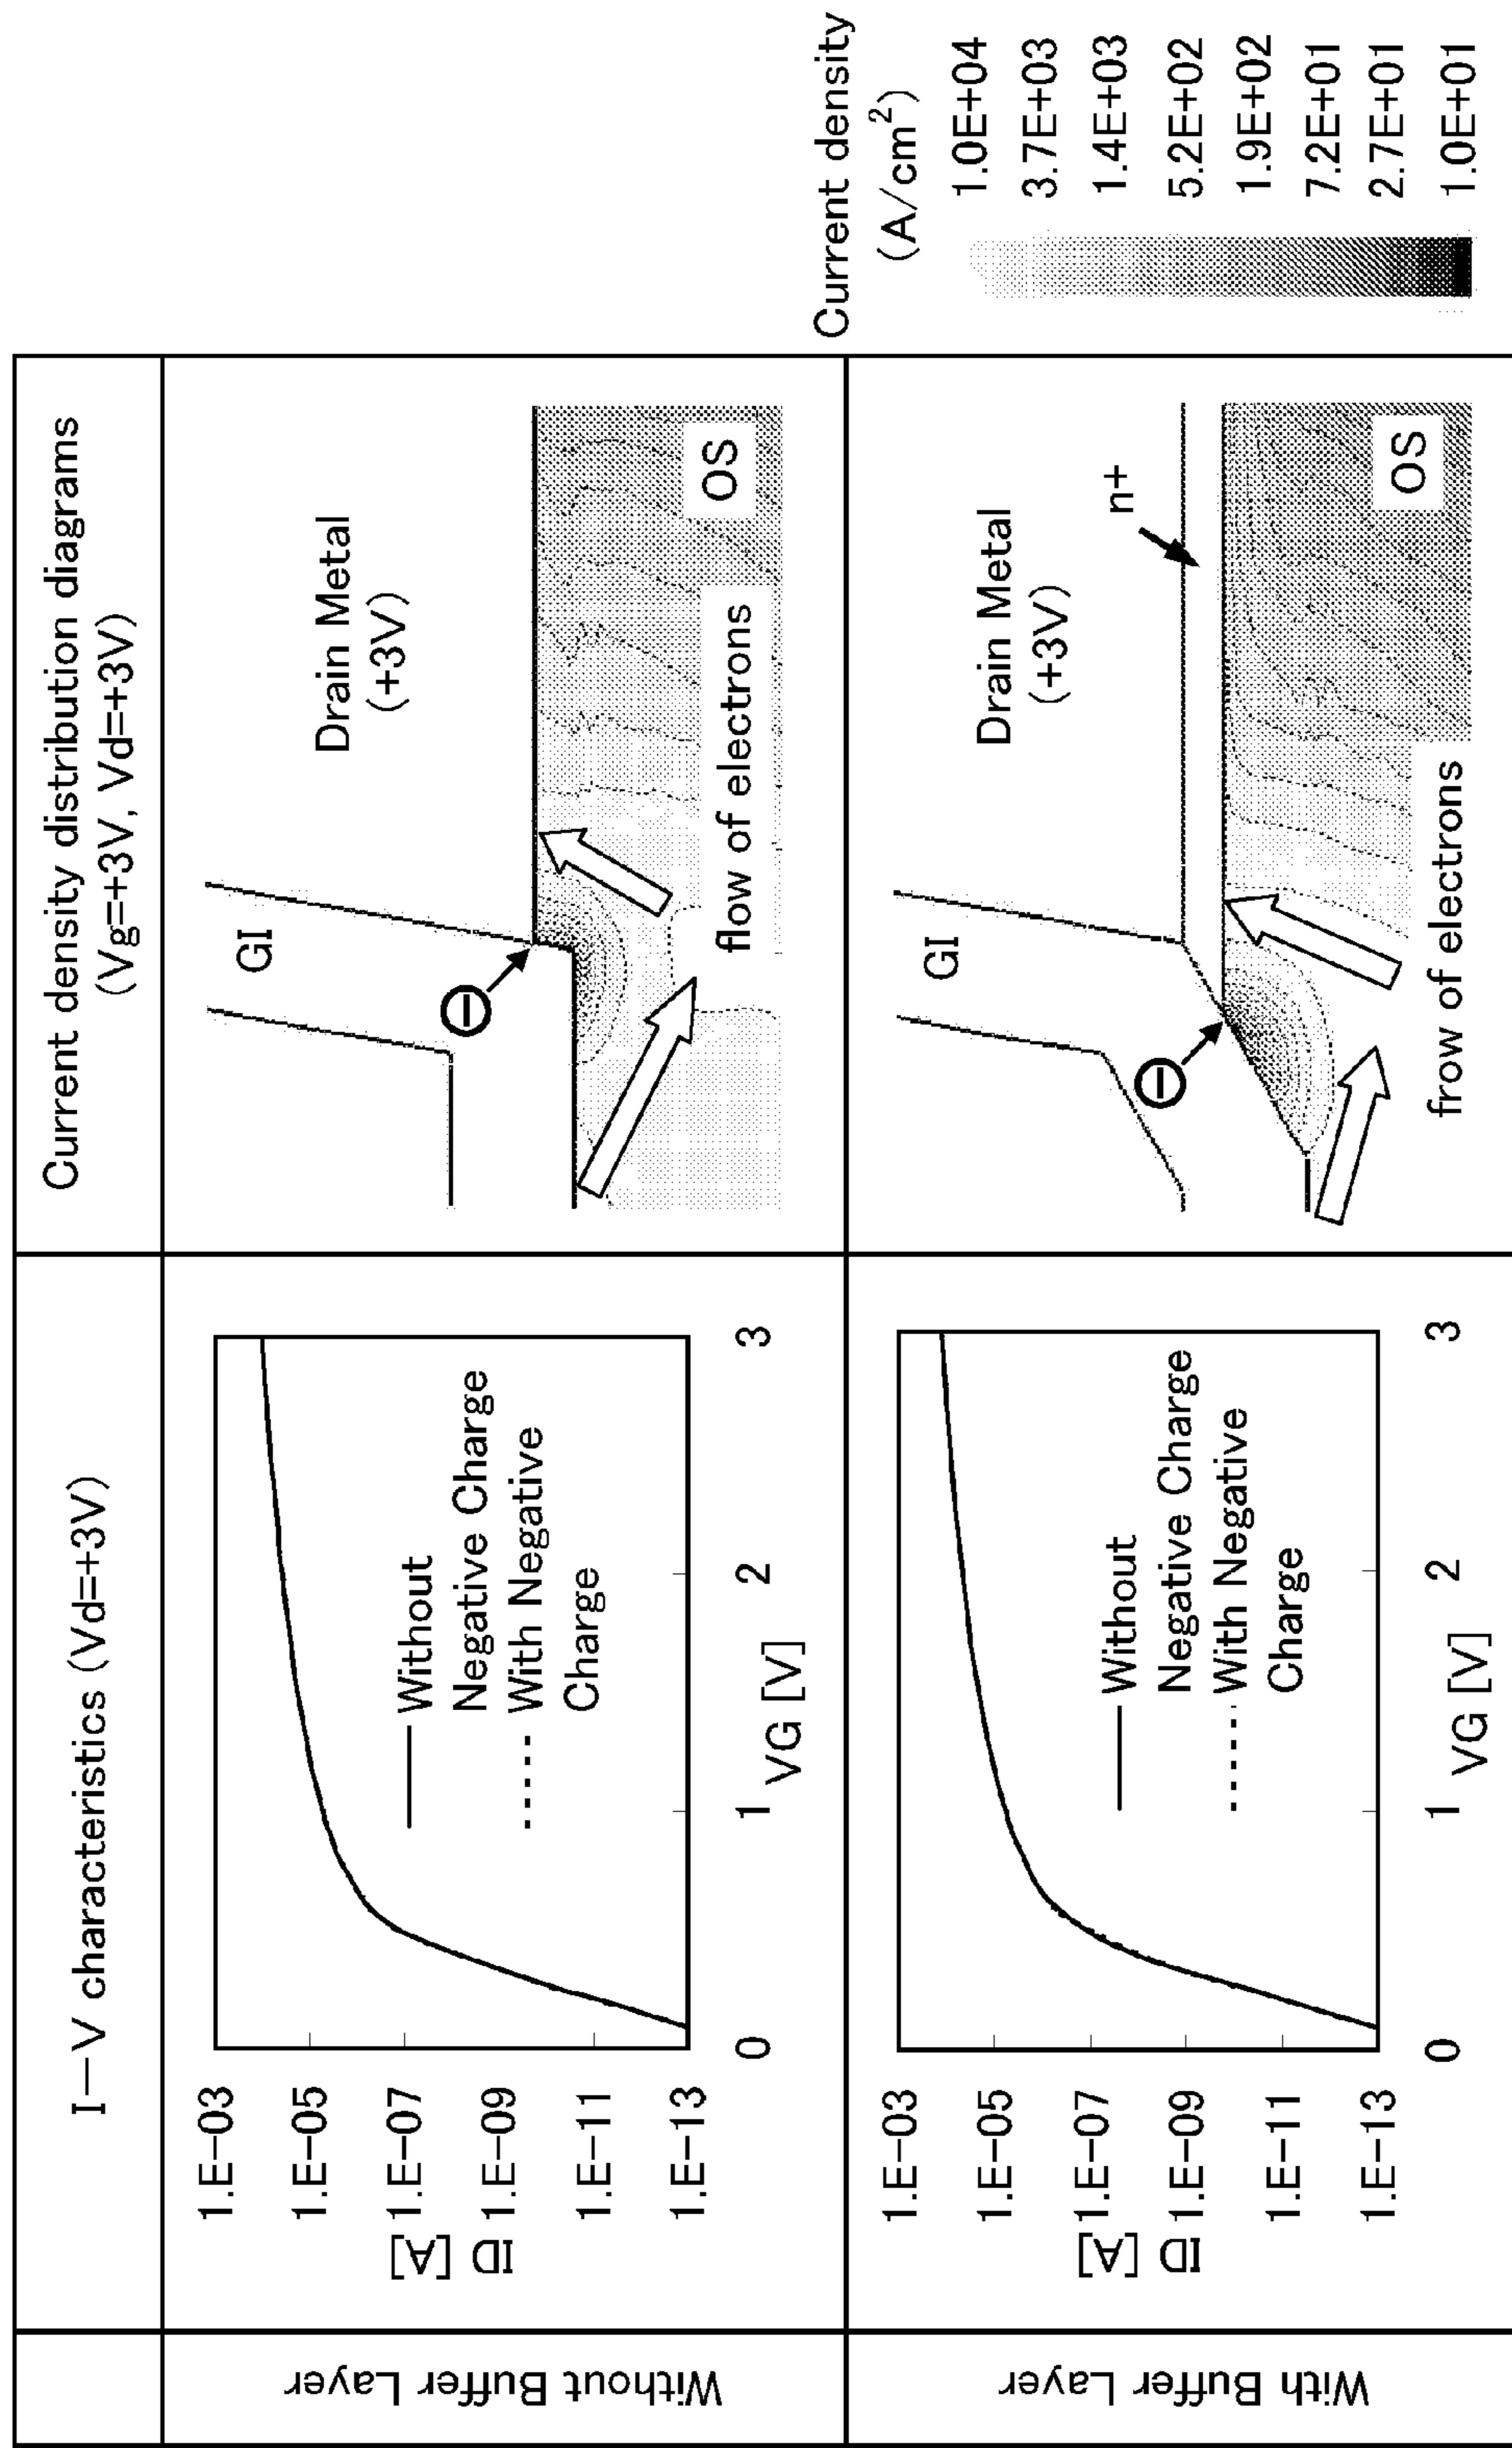 I—V characteristics (Vd=+3V)
Current density distribution diagrams
(Vg=+3V, Vd=+3V)
Without Buffer Layer
ID [A]
1.E-03
1.E-05
1.E-07
1.E-09
1.E-11
1.E-13
Without
Negative Charge
With Negative
Charge
0
1
2
3
VG [V]
GI
Drain Metal
(+3V)
⊖
flow of electrons
OS
With Buffer Layer
ID [A]
1.E-03
1.E-05
1.E-07
1.E-09
1.E-11
1.E-13
Without
Negative Charge
With Negative
Charge
0
1
2
3
VG [V]
GI
Drain Metal
(+3V)
n+
⊖
frow of electrons
OS
Current density
(A/cm²)
1.0E+04
3.7E+03
1.4E+03
5.2E+02
1.9E+02
7.2E+01
2.7E+01
1.0E+01